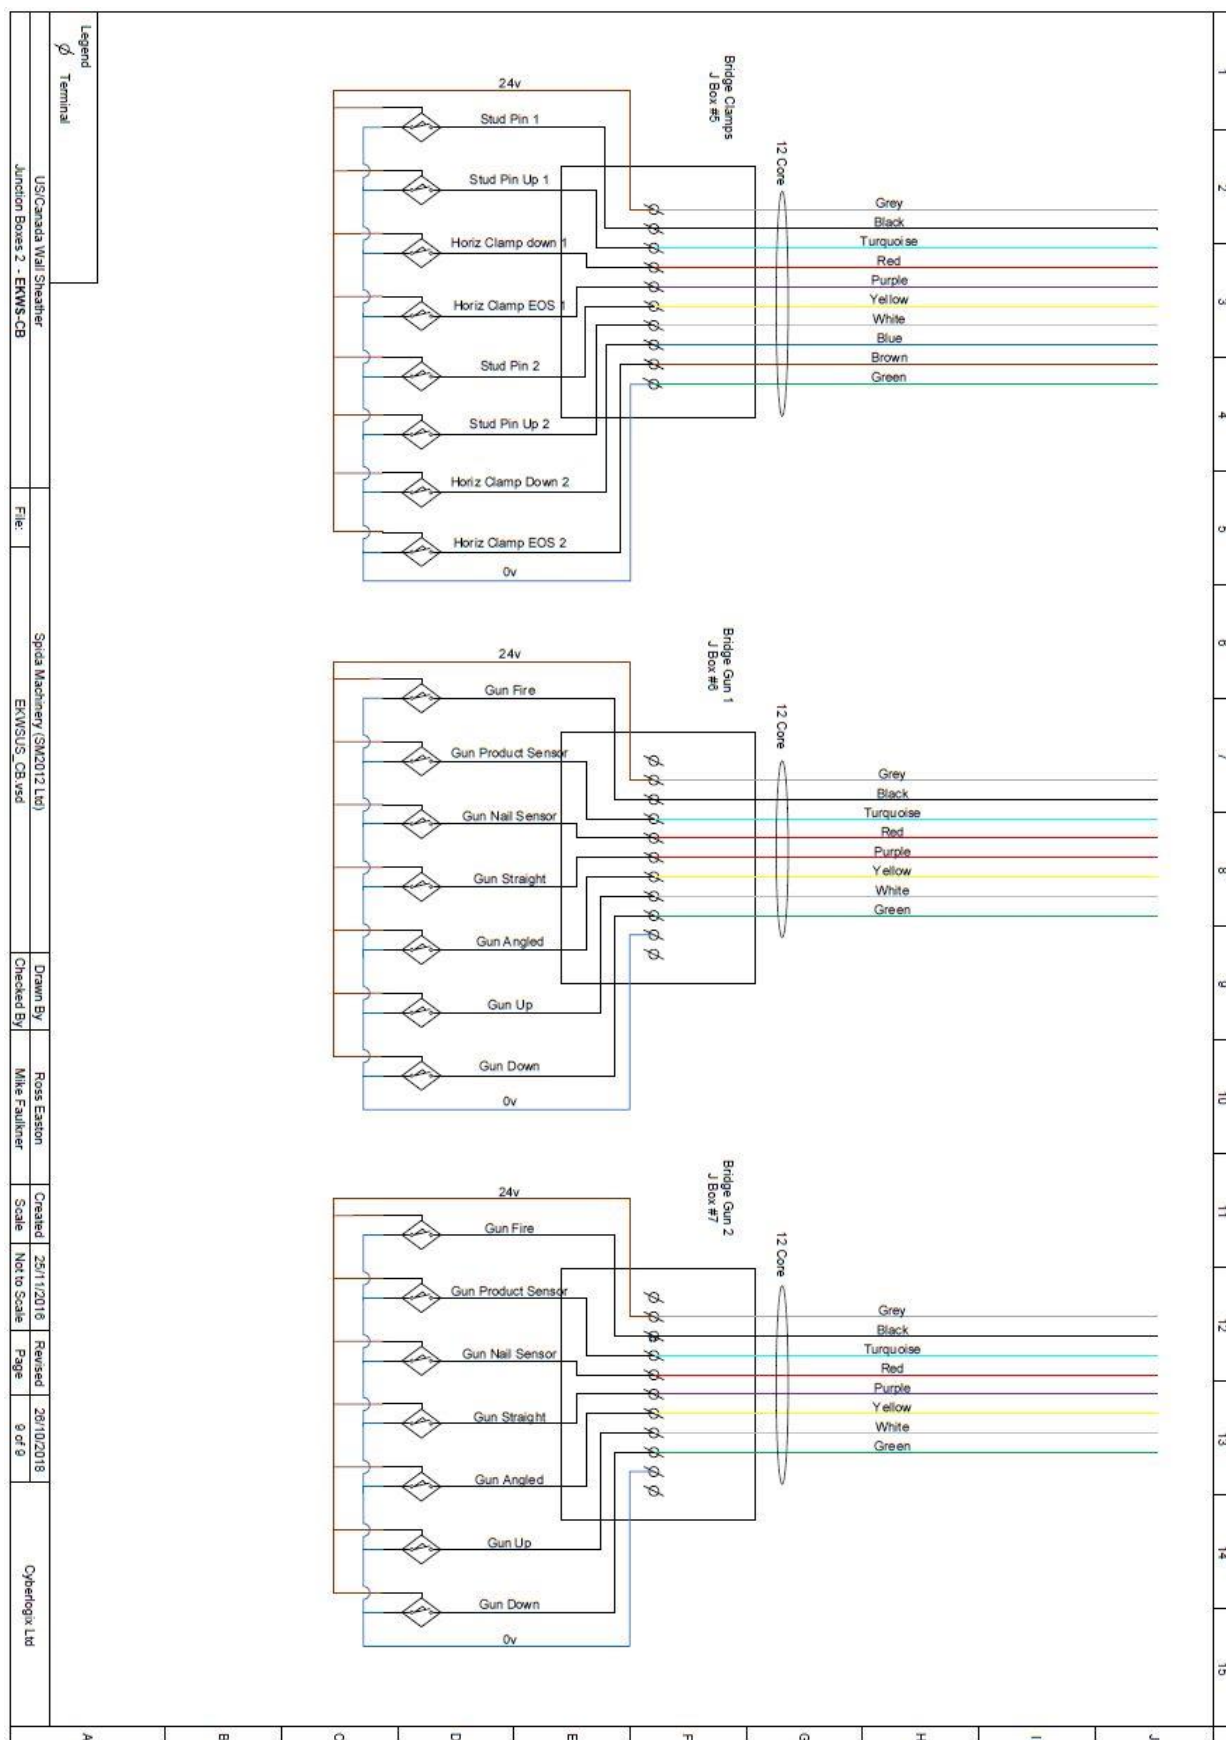 1
2
3
4
5
6
7
8
9
10
11
12
13
14
15
A
B
C
D
E
F
G
H
I
J
Legend
Terminal
Bridge Clamps
J Box #5
12 Core
24v
Stud Pin 1
Stud Pin Up 1
Horiz Clamp down 1
Horiz Clamp EOS 1
Stud Pin 2
Stud Pin Up 2
Horiz Clamp Down 2
Horiz Clamp EOS 2
0v
Grey
Black
Turquoise
Red
Purple
Yellow
White
Blue
Brown
Green
Bridge Gun 1
J Box #6
12 Core
24v
Gun Fire
Gun Product Sensor
Gun Nail Sensor
Gun Straight
Gun Angled
Gun Up
Gun Down
0v
Grey
Black
Turquoise
Red
Purple
Yellow
White
Green
Bridge Gun 2
J Box #7
12 Core
24v
Gun Fire
Gun Product Sensor
Gun Nail Sensor
Gun Straight
Gun Angled
Gun Up
Gun Down
0v
Grey
Black
Turquoise
Red
Purple
Yellow
White
Green
US/Canada Wall Sheather
Junction Boxes 2 - EKWS-CB
File:
Spida Machinery (SM2012 Ltd)
EKWSUS_CB.vsd
Drawn By
Checked By
Ross Easton
Mike Faulkner
Created
Scale
25/11/2016
Not to Scale
Revised
Page
26/10/2018
9 of 9
Cyberlogix Ltd